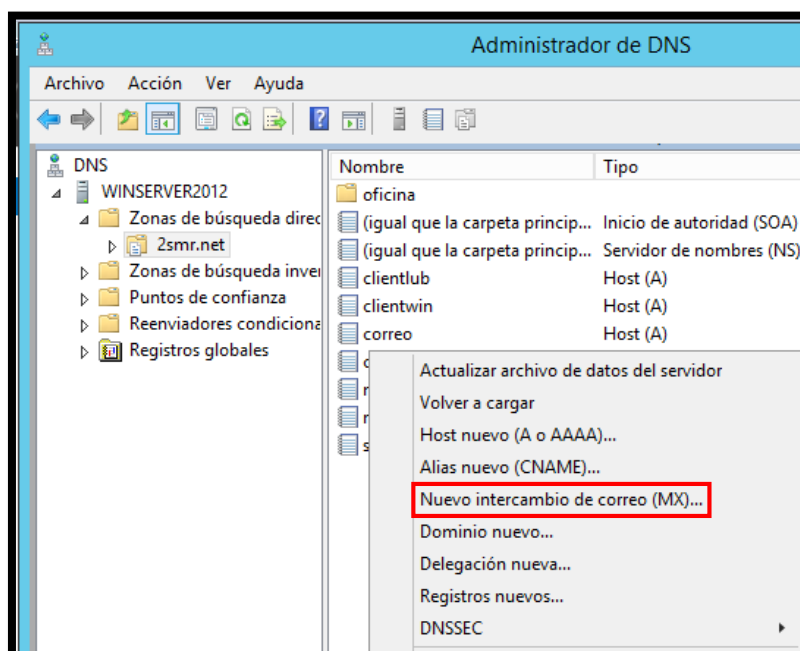 Administrador de DNS
Archivo Acción Ver Ayuda
DNS
WINSERVER2012
Zonas de búsqueda direc
2smr.net
Zonas de búsqueda inver
Puntos de confianza
Reenviadores condiciona
Registros globales
Nombre Tipo
oficina
(igual que la carpeta princip... Inicio de autoridad (SOA)
(igual que la carpeta princip... Servidor de nombres (NS)
clientlub Host (A)
clientwin Host (A)
correo Host (A)
Actualizar archivo de datos del servidor
Volver a cargar
Host nuevo (A o AAAA)...
Alias nuevo (CNAME)...
Nuevo intercambio de correo (MX)...
Dominio nuevo...
Delegación nueva...
Registros nuevos...
DNSSEC